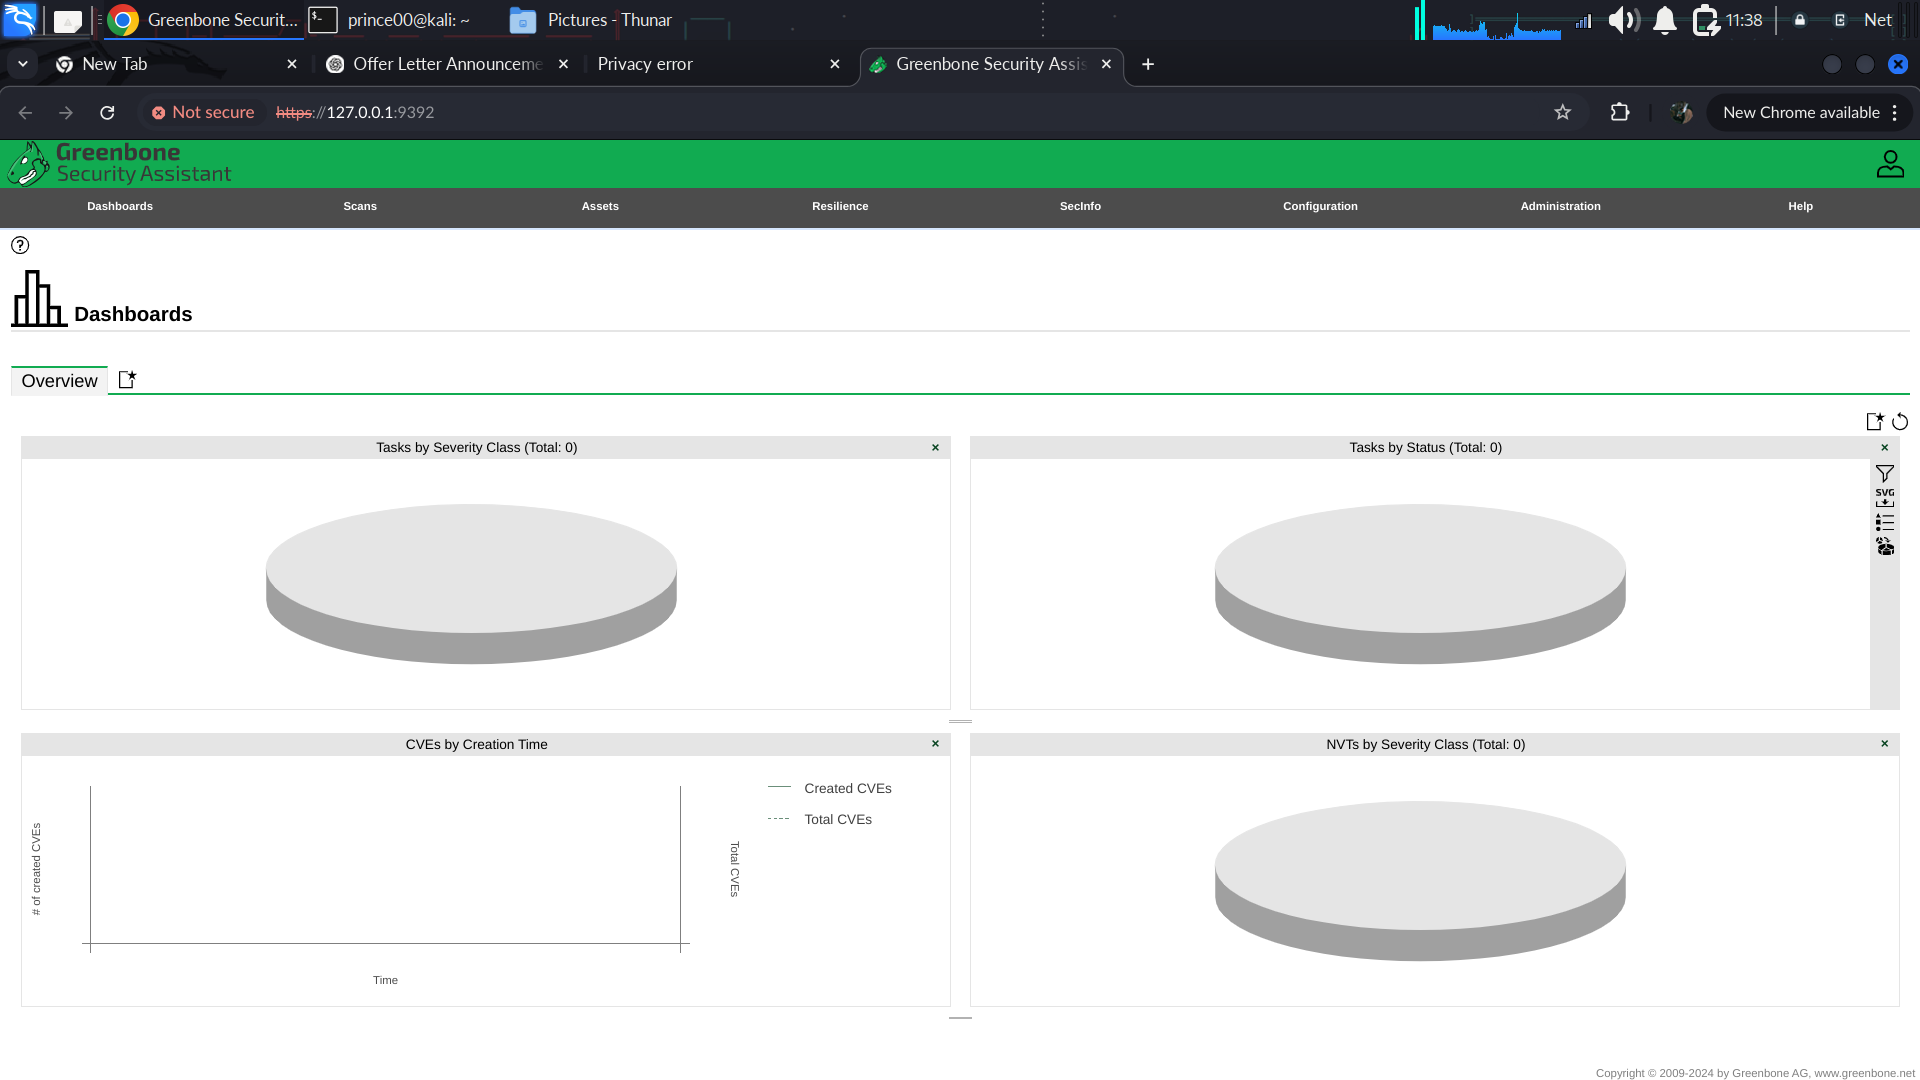 Greenbone Securit...
prince00@kali: ~
Pictures - Thunar
11:38
Net
New Tab
Offer Letter Announceme
Privacy error
Greenbone Security Assis
Not secure
https://127.0.0.1:9392
New Chrome available
Greenbone
Security Assistant
Dashboards
Scans
Assets
Resilience
SecInfo
Configuration
Administration
Help
Dashboards
Overview
Tasks by Severity Class (Total: 0)
Tasks by Status (Total: 0)
SVG
CVEs by Creation Time
# of created CVEs
Time
Total CVEs
Created CVEs
Total CVEs
NVTs by Severity Class (Total: 0)
Copyright © 2009-2024 by Greenbone AG, www.greenbone.net